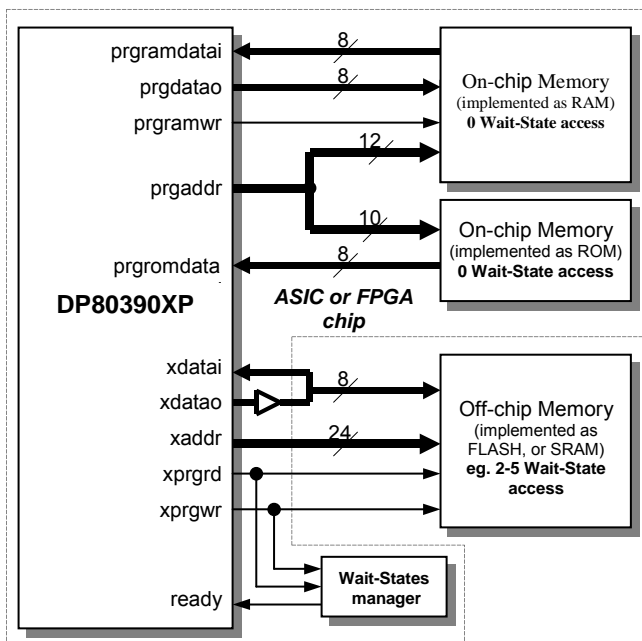 prgramdatai
8
prgdatao
8
prgramwr
prgaddr
12
10
prgromdata
8
DP80390XP
ASIC or FPGA
chip
On-chip Memory
(implemented as RAM)
0 Wait-State access
On-chip Memory
(implemented as ROM)
0 Wait-State access
xdatai
8
xdatao
xaddr
24
xprgrd
xprgwr
ready
Off-chip Memory
(implemented as
FLASH, or SRAM)
eg. 2-5 Wait-State
access
Wait-States
manager